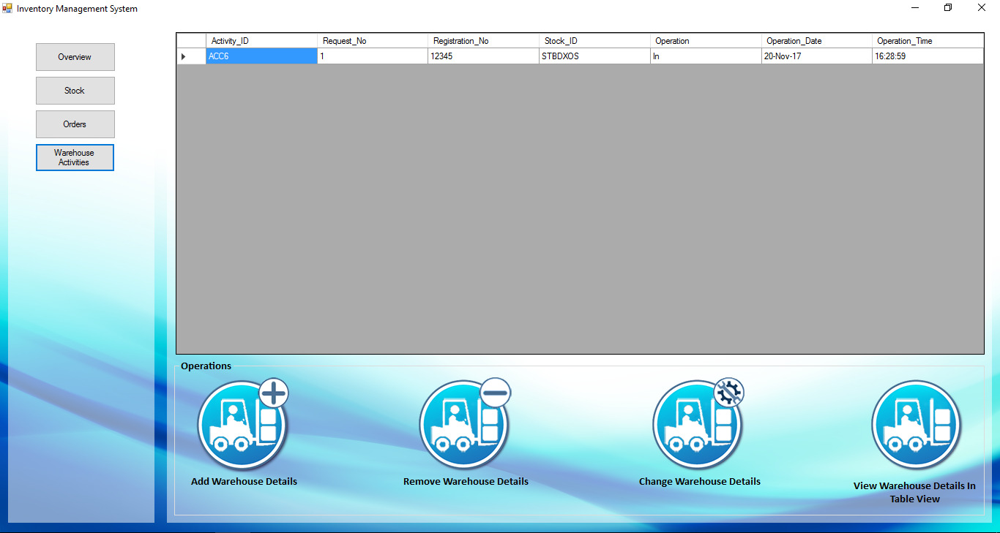 Inventory Management System
Overview
Stock
Orders
Warehouse
Activities
Activity_ID Request_No Registration_No Stock_ID Operation Operation_Date Operation_Time
ACC6 1 12345 STBDXOS In 20-Nov-17 16:28:59
Operations
Add Warehouse Details
Remove Warehouse Details
Change Warehouse Details
View Warehouse Details In
Table View